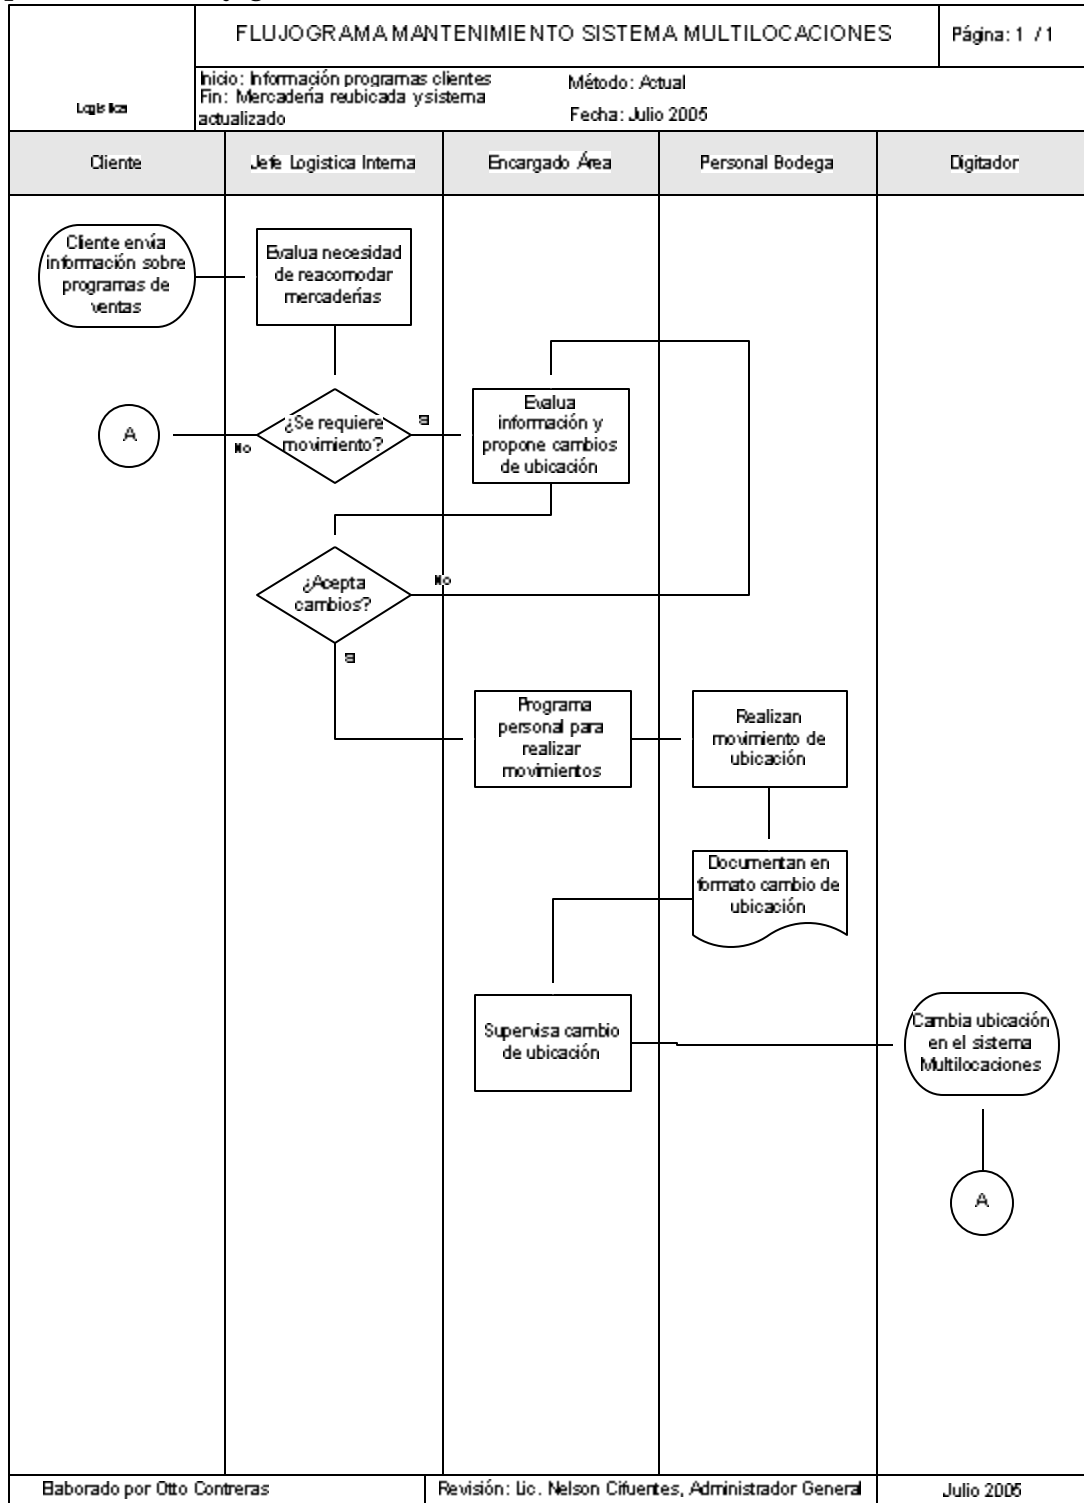 FLUJOGRAMA MANTENIMIENTO SISTEMA MULTILOCACIONES
Página: 1 / 1
Logística
Inicio: Información programas clientes
Fin: Mercadería reubicada y sistema
actualizado
Método: Actual
Fecha: Julio 2005
Cliente
Jefe Logistica Interna
Encargado Área
Personal Bodega
Digitador
Cliente envía
información sobre
programas de
ventas
Evalua necesidad
de reacomodar
mercaderías
A
No
¿Se requiere
movimiento?
Si
Evalua
información y
propone cambios
de ubicación
¿Acepta
cambios?
No
Si
Programa
personal para
realizar
movimientos
Realizan
movimiento de
ubicación
Documentan en
formato cambio de
ubicación
Supervisa cambio
de ubicación
Cambia ubicación
en el sistema
Multilocaciones
A
Elaborado por Otto Contreras
Revisión: Lic. Nelson Cifuentes, Administrador General
Julio 2005